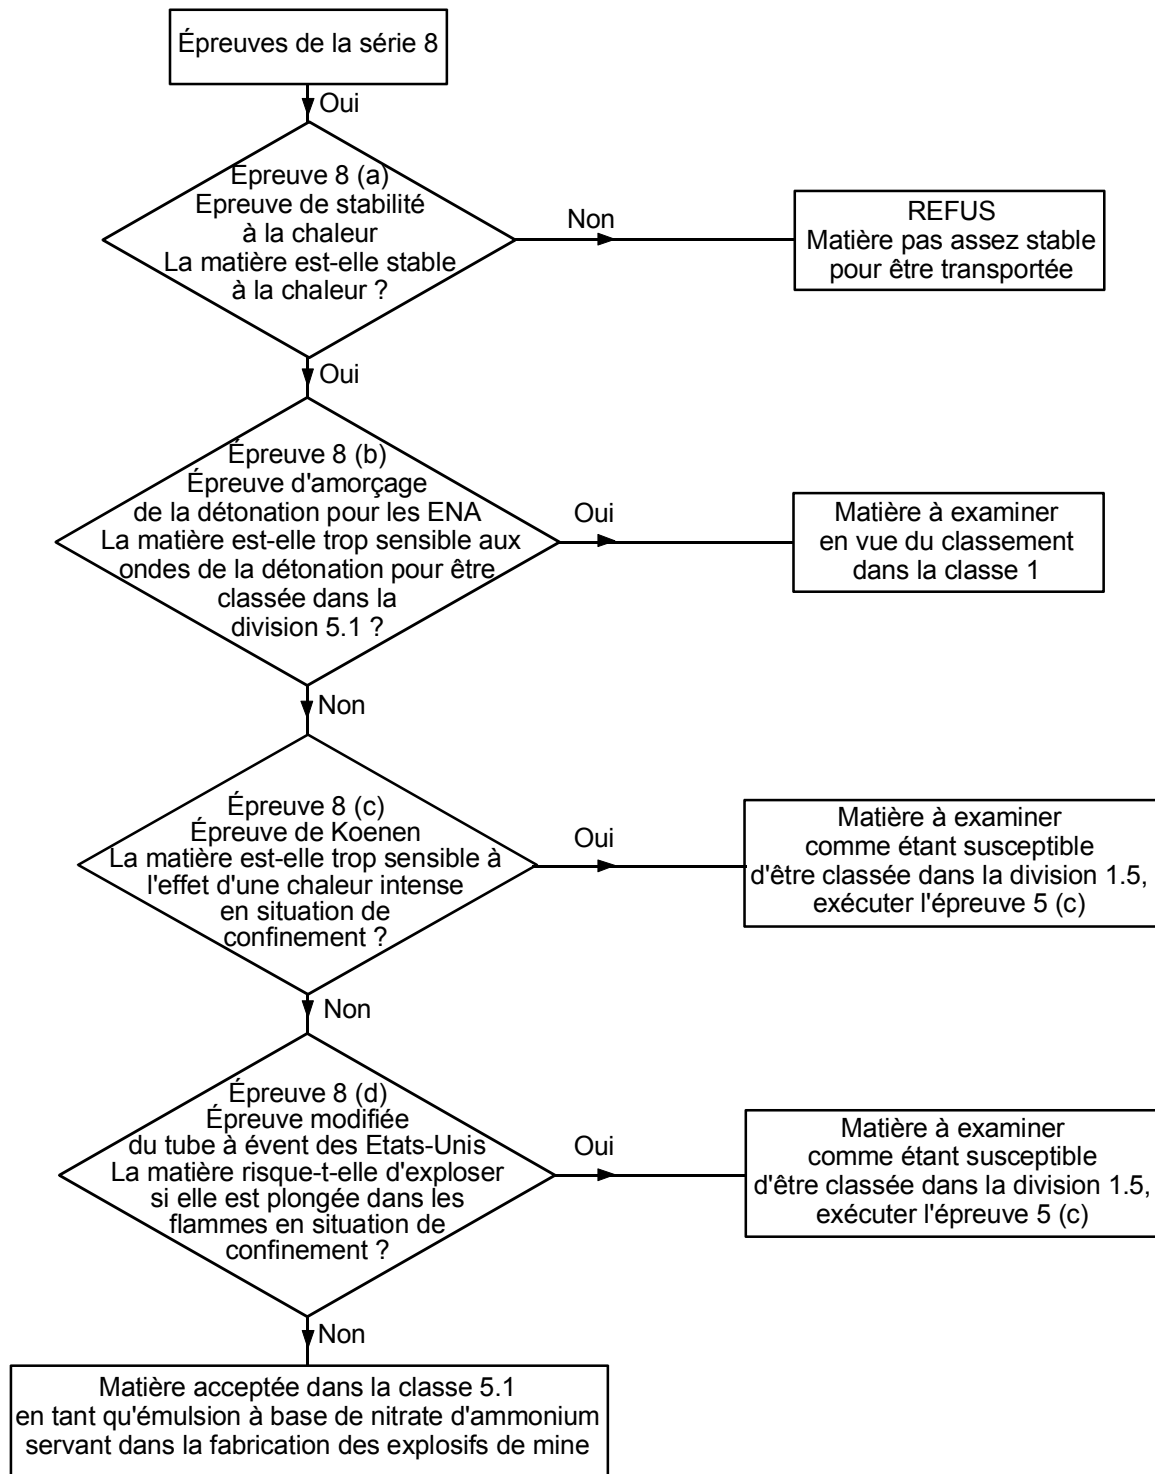 Épreuves de la série 8
Oui
Épreuve 8 (a)
Epreuve de stabilité
à la chaleur
La matière est-elle stable
à la chaleur ?
Non
REFUS
Matière pas assez stable
pour être transportée
Oui
Épreuve 8 (b)
Épreuve d'amorçage
de la détonation pour les ENA
La matière est-elle trop sensible aux
ondes de la détonation pour être
classée dans la
division 5.1 ?
Oui
Matière à examiner
en vue du classement
dans la classe 1
Non
Épreuve 8 (c)
Épreuve de Koenen
La matière est-elle trop sensible à
l'effet d'une chaleur intense
en situation de
confinement ?
Oui
Matière à examiner
comme étant susceptible
d'être classée dans la division 1.5,
exécuter l'épreuve 5 (c)
Non
Épreuve 8 (d)
Épreuve modifiée
du tube à évent des Etats-Unis
La matière risque-t-elle d'exploser
si elle est plongée dans les
flammes en situation de
confinement ?
Oui
Matière à examiner
comme étant susceptible
d'être classée dans la division 1.5,
exécuter l'épreuve 5 (c)
Non
Matière acceptée dans la classe 5.1
en tant qu'émulsion à base de nitrate d'ammonium
servant dans la fabrication des explosifs de mine